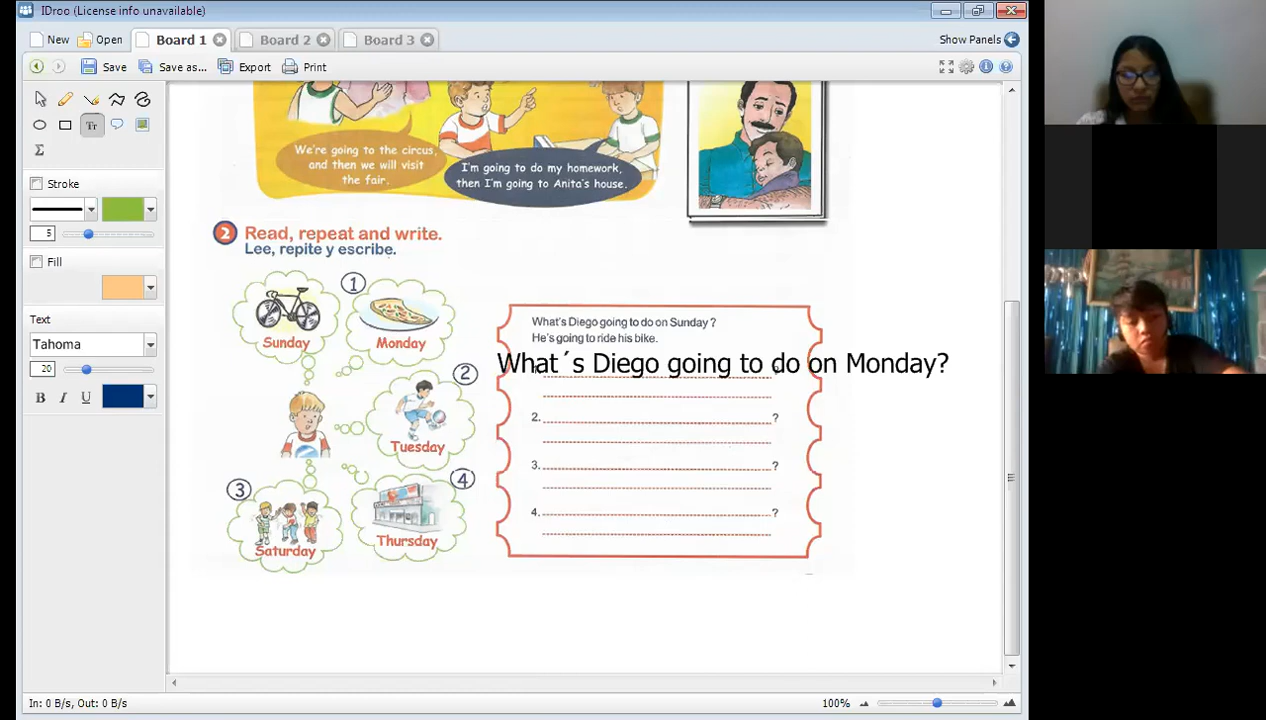 IDroo (License info unavailable)
New
Open
Board 1
Board 2
Board 3
Show Panels
Save
Save as...
Export
Print
Tr
Stroke
5
Fill
Text
Tahoma
20
B I U
We're going to the circus,
and then we will visit
the fair.
I'm going to do my homework,
then I'm going to Anita's house.
2 Read, repeat and write.
Lee, repite y escribe.
Sunday
1
Monday
2
Tuesday
3
Saturday
4
Thursday
What's Diego going to do on Sunday ?
He's going to ride his bike.
What´s Diego going to do on Monday?
2. ?
3. ?
4. ?
In: 0 B/s, Out: 0 B/s
100%